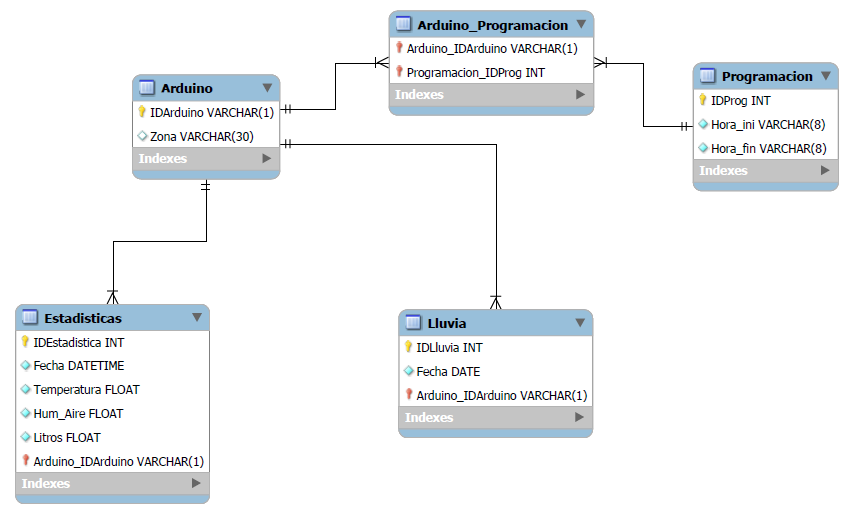 Arduino_Programacion
Arduino_IDArduino VARCHAR(1)
Programacion_IDProg INT
Indexes
Arduino
IDArduino VARCHAR(1)
Zona VARCHAR(30)
Indexes
Programacion
IDProg INT
Hora_ini VARCHAR(8)
Hora_fin VARCHAR(8)
Indexes
Estadisticas
IDEstadistica INT
Fecha DATETIME
Temperatura FLOAT
Hum_Aire FLOAT
Litros FLOAT
Arduino_IDArduino VARCHAR(1)
Indexes
Lluvia
IDLluvia INT
Fecha DATE
Arduino_IDArduino VARCHAR(1)
Indexes